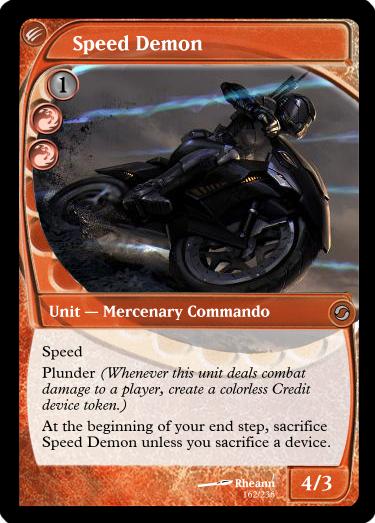 Speed Demon
1
Unit — Mercenary Commando
Speed
Plunder (Whenever this unit deals combat
damage to a player, create a colorless Credit
device token.)
At the beginning of your end step, sacrifice
Speed Demon unless you sacrifice a device.
Rheann
162/236
4/3